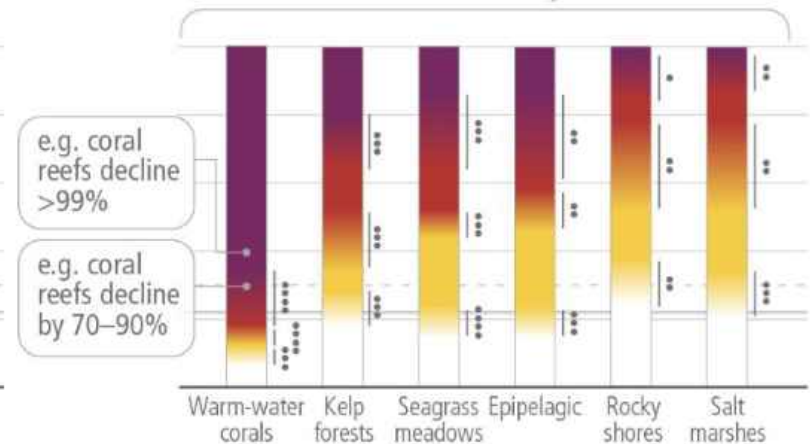 e.g. coral
reefs decline
>99%
e.g. coral
reefs decline
by 70–90%
Warm-water
corals
Kelp
forests
Seagrass
meadows
Epipelagic
Rocky
shores
Salt
marshes